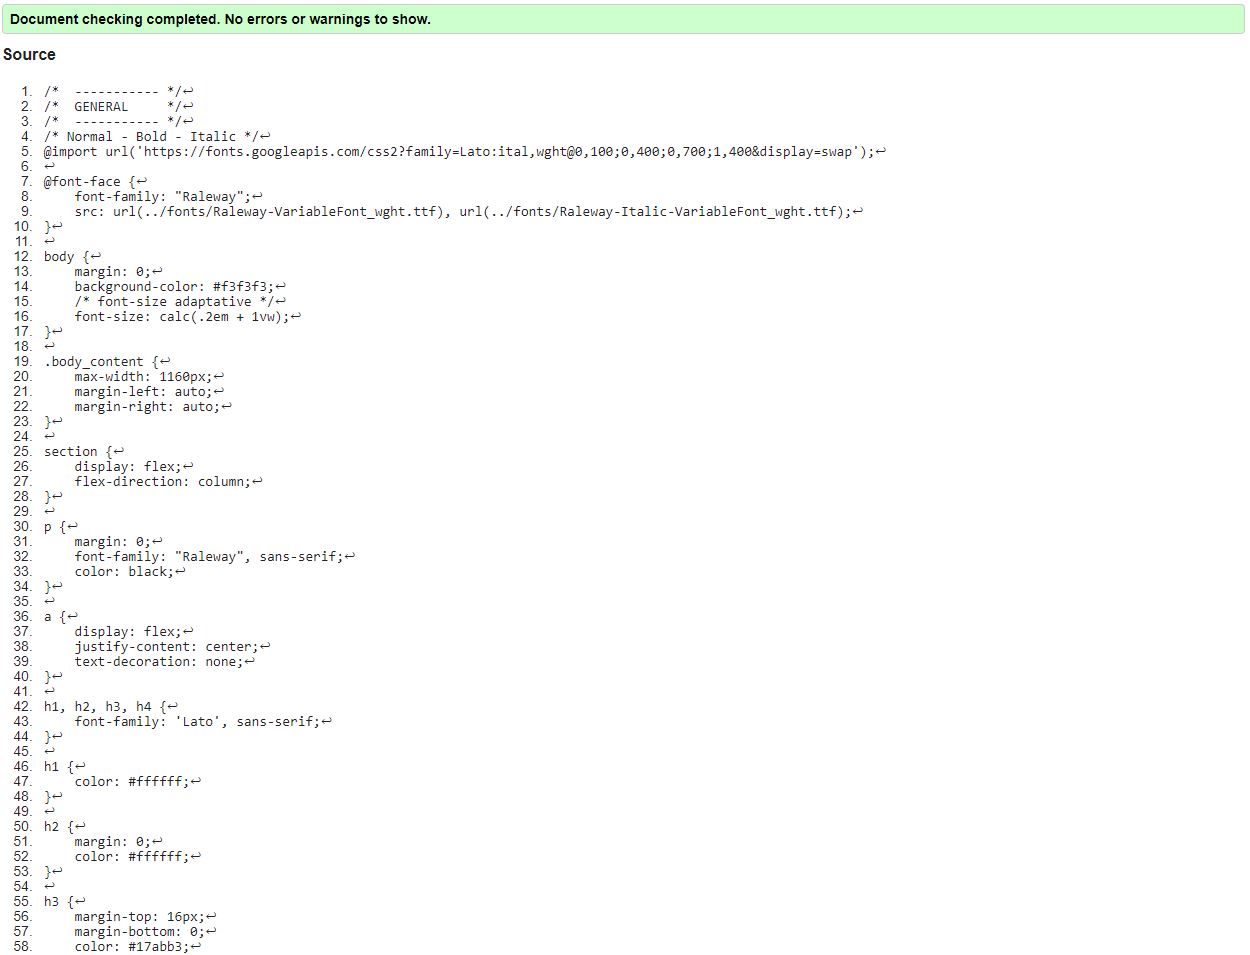 Document checking completed. No errors or warnings to show.
Source
1. /*  ----------- */↩
2. /*  GENERAL     */↩
3. /*  ----------- */↩
4. /* Normal - Bold - Italic */↩
5. @import url('https://fonts.googleapis.com/css2?family=Lato:ital,wght@0,100;0,400;0,700;1,400&display=swap');↩
6. ↩
7. @font-face {↩
8.     font-family: "Raleway";↩
9.     src: url(../fonts/Raleway-VariableFont_wght.ttf), url(../fonts/Raleway-Italic-VariableFont_wght.ttf);↩
10. }↩
11. ↩
12. body {↩
13.     margin: 0;↩
14.     background-color: #f3f3f3;↩
15.     /* font-size adaptative */↩
16.     font-size: calc(.2em + 1vw);↩
17. }↩
18. ↩
19. .body_content {↩
20.     max-width: 1160px;↩
21.     margin-left: auto;↩
22.     margin-right: auto;↩
23. }↩
24. ↩
25. section {↩
26.     display: flex;↩
27.     flex-direction: column;↩
28. }↩
29. ↩
30. p {↩
31.     margin: 0;↩
32.     font-family: "Raleway", sans-serif;↩
33.     color: black;↩
34. }↩
35. ↩
36. a {↩
37.     display: flex;↩
38.     justify-content: center;↩
39.     text-decoration: none;↩
40. }↩
41. ↩
42. h1, h2, h3, h4 {↩
43.     font-family: 'Lato', sans-serif;↩
44. }↩
45. ↩
46. h1 {↩
47.     color: #ffffff;↩
48. }↩
49. ↩
50. h2 {↩
51.     margin: 0;↩
52.     color: #ffffff;↩
53. }↩
54. ↩
55. h3 {↩
56.     margin-top: 16px;↩
57.     margin-bottom: 0;↩
58.     color: #17abb3;↩